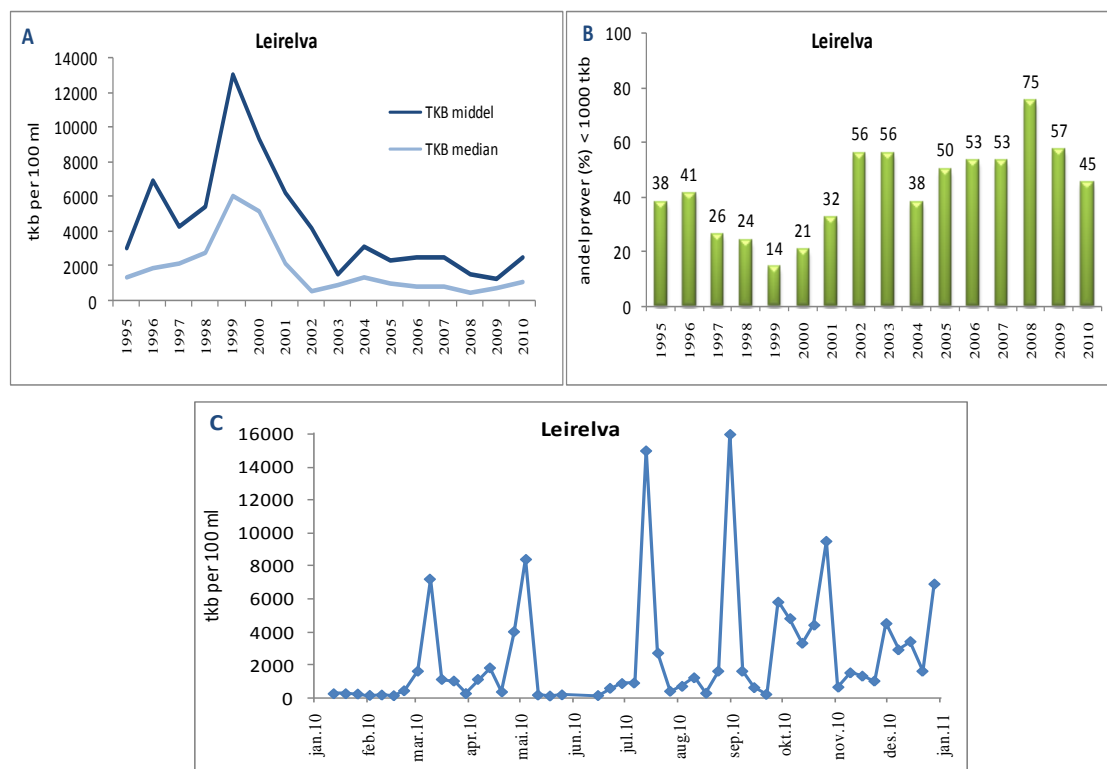 A
Leirelva
tkb per 100 ml
14000
12000
10000
8000
6000
4000
2000
0
TKB middel
TKB median
1995 1996 1997 1998 1999 2000 2001 2002 2003 2004 2005 2006 2007 2008 2009 2010
B
Leirelva
andel prøver (%) < 1000 tkb
100
80
60
40
20
0
38 41 26 24 14 21 32 56 56 38 50 53 53 75 57 45
1995 1996 1997 1998 1999 2000 2001 2002 2003 2004 2005 2006 2007 2008 2009 2010
C
Leirelva
tkb per 100 ml
16000
14000
12000
10000
8000
6000
4000
2000
0
jan.10 feb.10 mar.10 apr.10 mai.10 jun.10 jul.10 aug.10 sep.10 okt.10 nov.10 des.10 jan.11